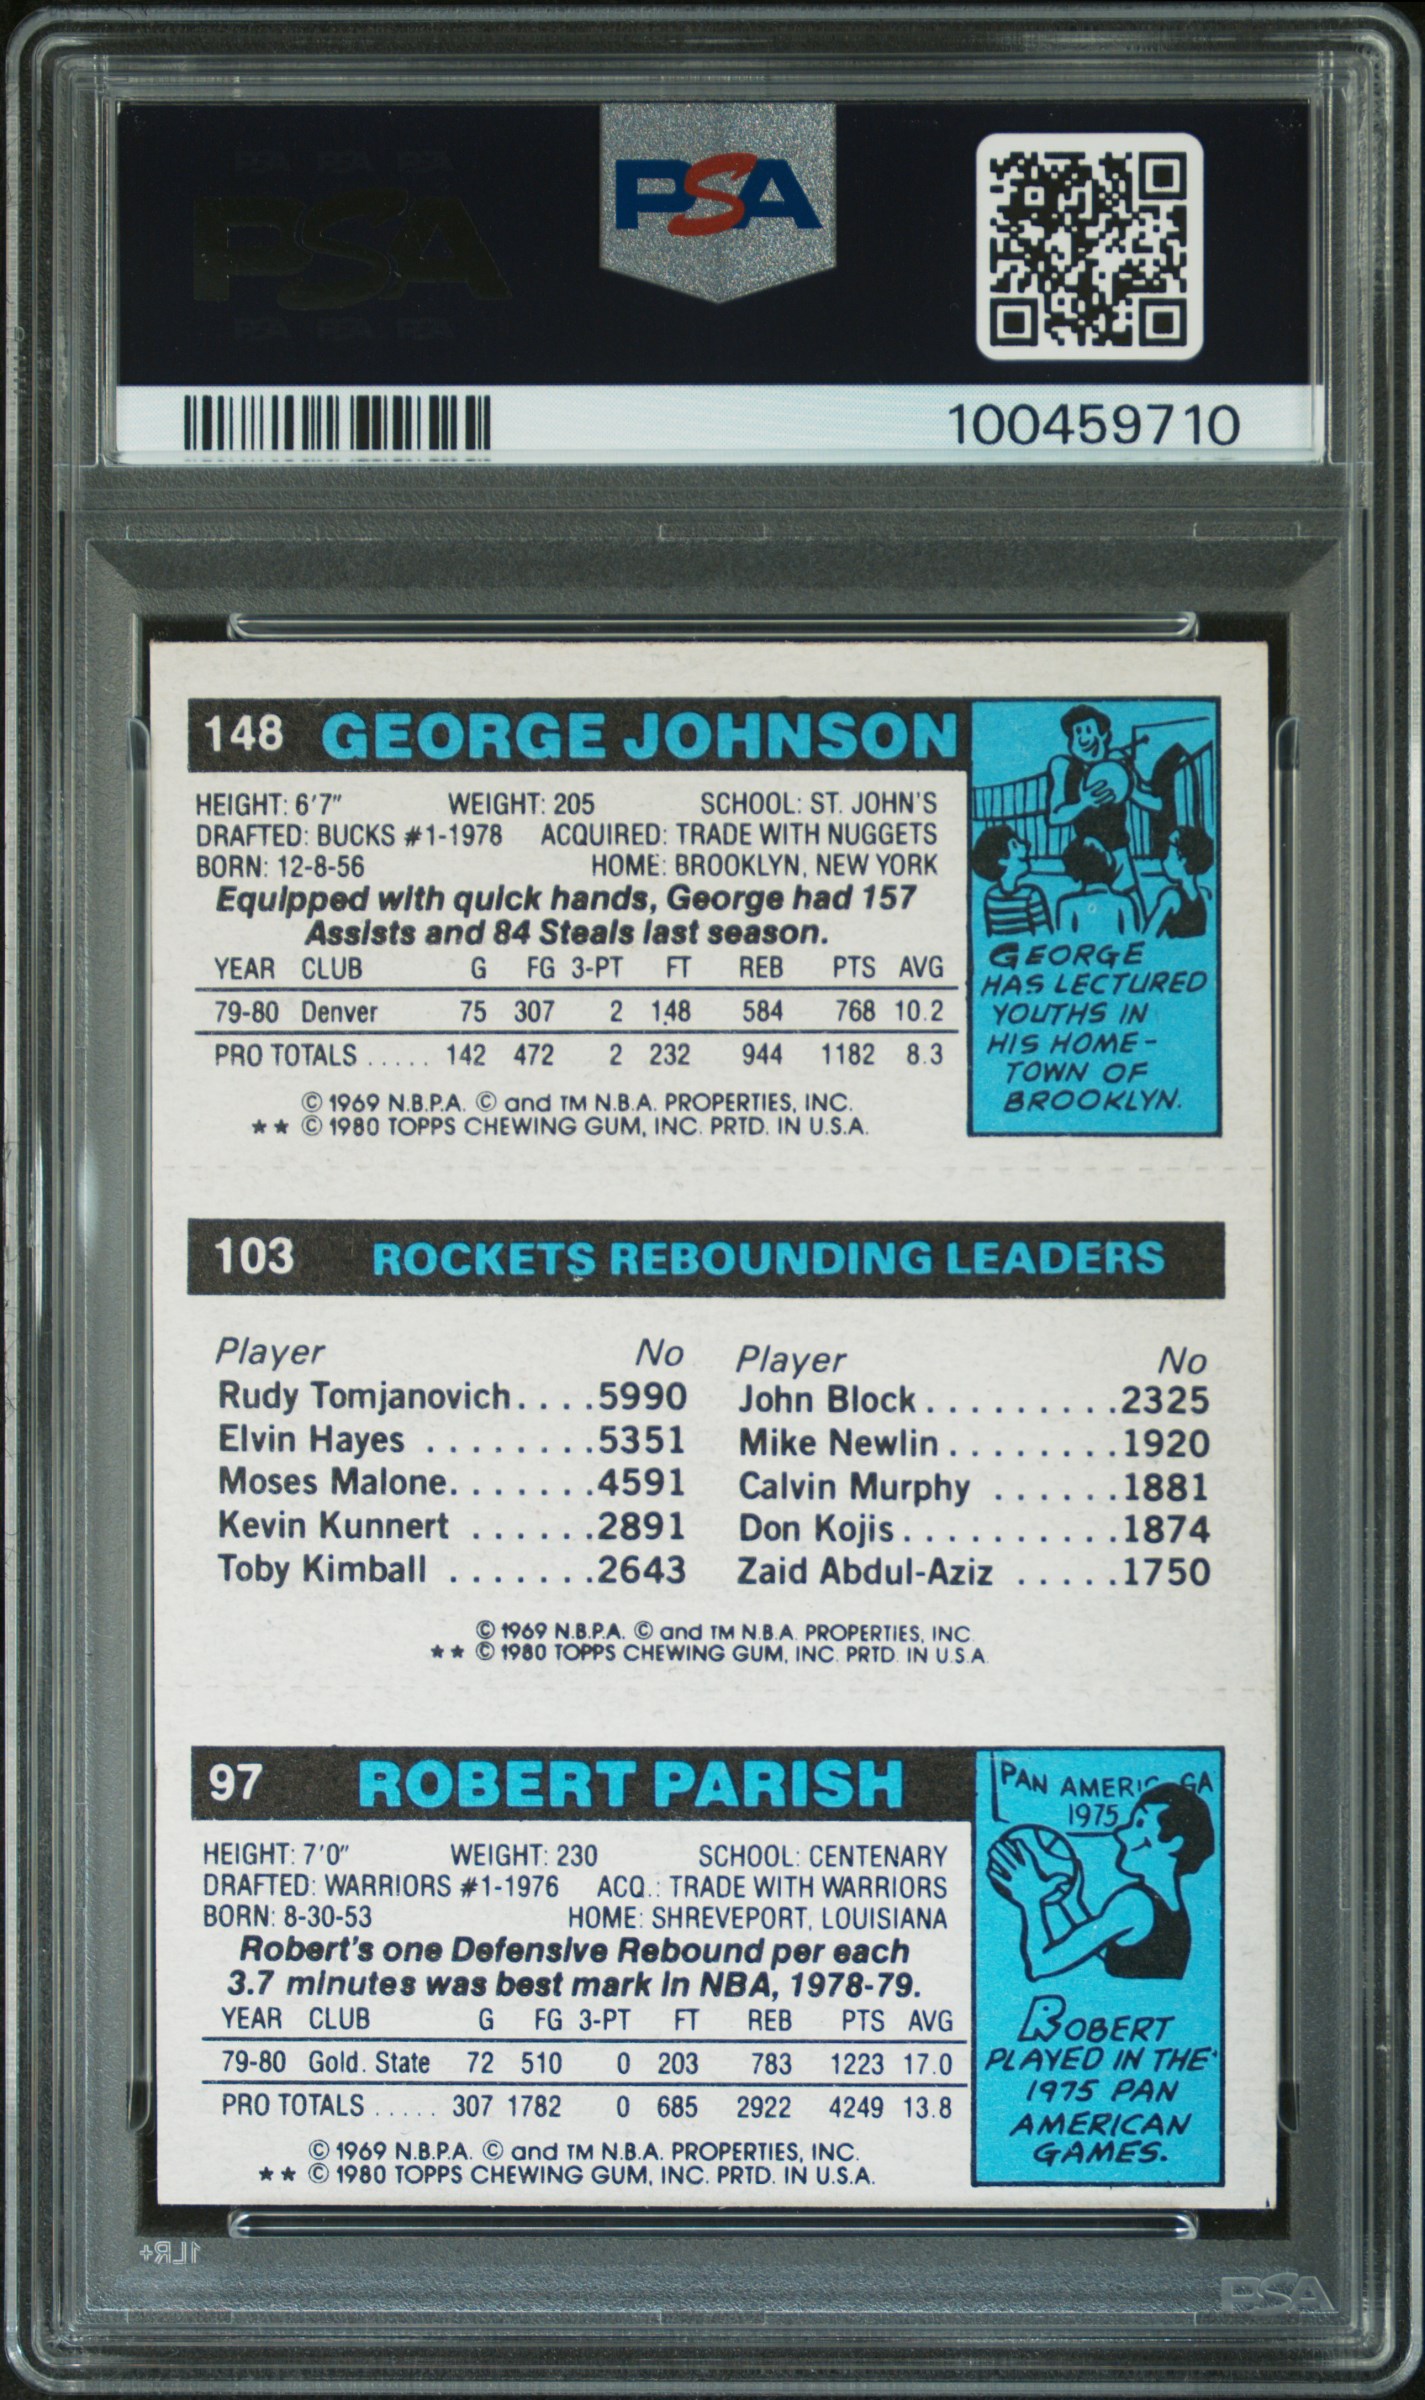 PSA PSA PSA
PSA
PSA PSA PSA
PSA
100459710
148 GEORGE JOHNSON
HEIGHT: 6'7" WEIGHT: 205 SCHOOL: ST. JOHN'S
DRAFTED: BUCKS #1-1978 ACQUIRED: TRADE WITH NUGGETS
BORN: 12-8-56 HOME: BROOKLYN, NEW YORK
Equipped with quick hands, George had 157
Assists and 84 Steals last season.
YEAR CLUB G FG 3-PT FT REB PTS AVG
79-80 Denver 75 307 2 148 584 768 10.2
PRO TOTALS ..... 142 472 2 232 944 1182 8.3
© 1969 N.B.P.A. © and TM N.B.A. PROPERTIES, INC.
** © 1980 TOPPS CHEWING GUM, INC. PRTD. IN U.S.A.
GEORGE
HAS LECTURED
YOUTHS IN
HIS HOME-
TOWN OF
BROOKLYN.
103 ROCKETS REBOUNDING LEADERS
Player No Player No
Rudy Tomjanovich....5990 John Block.........2325
Elvin Hayes ........5351 Mike Newlin........1920
Moses Malone.......4591 Calvin Murphy ......1881
Kevin Kunnert ......2891 Don Kojis..........1874
Toby Kimball .......2643 Zaid Abdul-Aziz .....1750
© 1969 N.B.P.A. © and TM N.B.A. PROPERTIES, INC.
** © 1980 TOPPS CHEWING GUM, INC. PRTD. IN U.S.A.
97 ROBERT PARISH
HEIGHT: 7'0" WEIGHT: 230 SCHOOL: CENTENARY
DRAFTED: WARRIORS #1-1976 ACQ.: TRADE WITH WARRIORS
BORN: 8-30-53 HOME: SHREVEPORT, LOUISIANA
Robert's one Defensive Rebound per each
3.7 minutes was best mark in NBA, 1978-79.
YEAR CLUB G FG 3-PT FT REB PTS AVG
79-80 Gold. State 72 510 0 203 783 1223 17.0
PRO TOTALS ..... 307 1782 0 685 2922 4249 13.8
© 1969 N.B.P.A. © and TM N.B.A. PROPERTIES, INC.
** © 1980 TOPPS CHEWING GUM, INC. PRTD. IN U.S.A.
PAN AMERIC GA
1975
ROBERT
PLAYED IN THE
1975 PAN
AMERICAN
GAMES.
1LR+
PSA